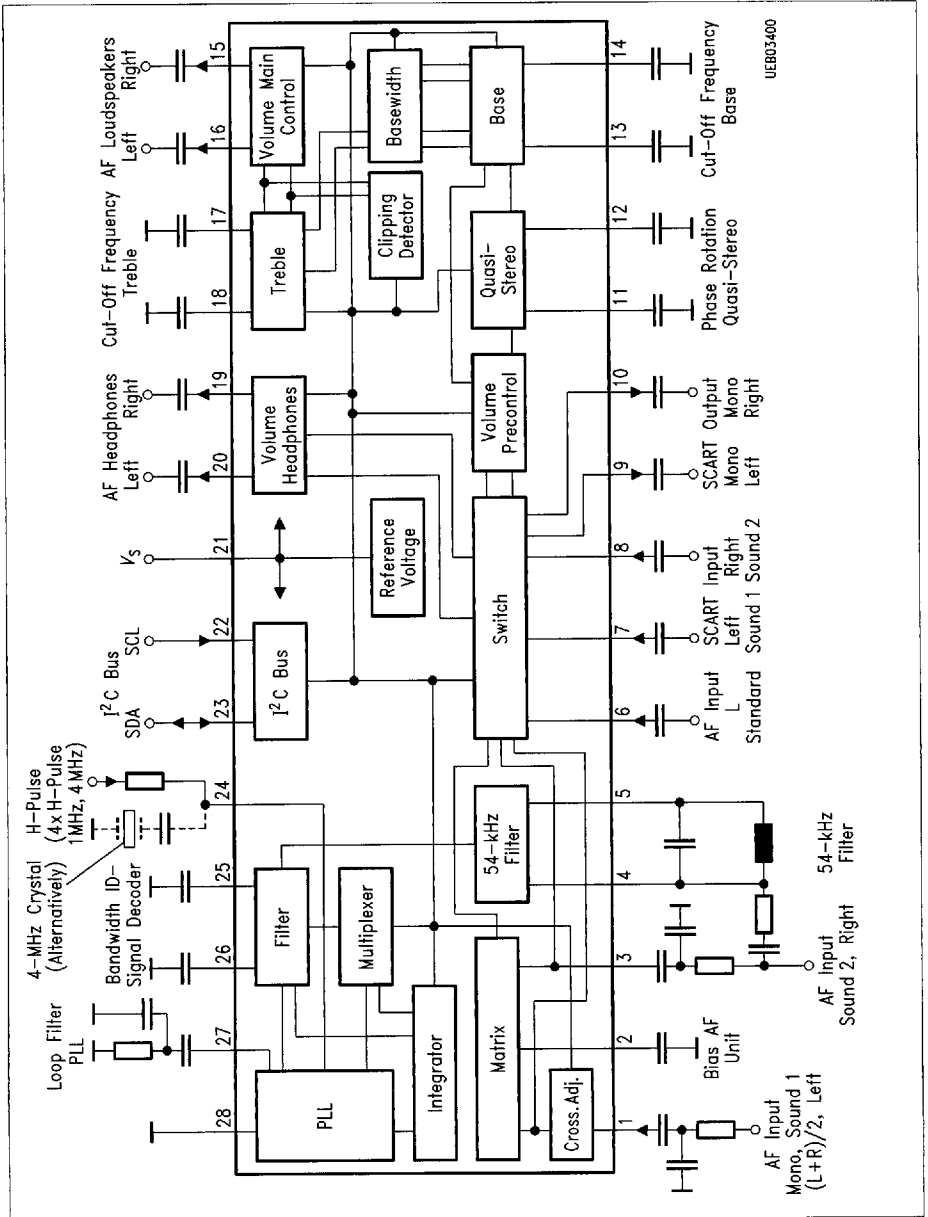 Loop Filter
PLL
4-MHz Crystal
(Alternatively)
Bandwidth ID-
Signal Decoder
H-Pulse
(4x H-Pulse
1MHz, 4MHz)
I²C Bus
SDA
SCL
VS
AF Headphones
Left
Right
Cut-Off Frequency
Treble
AF Loudspeakers
Left
Right
28
27
26
25
24
23
22
21
20
19
18
17
16
15
PLL
Filter
Multiplexer
Integrator
I²C Bus
Reference
Voltage
Volume
Headphones
Treble
Volume Main
Control
Clipping
Detector
Basewidth
Matrix
Cross.Adj.
54-kHz
Filter
Switch
Volume
Precontrol
Quasi-
Stereo
Base
1
2
3
4
5
6
7
8
9
10
11
12
13
14
AF Input
Mono, Sound 1
(L+R)/2, Left
Bias AF
Unit
AF Input
Sound 2, Right
54-kHz
Filter
AF Input
L
Standard
SCART Input
Left Right
Sound 1 Sound 2
SCART Output
Mono Mono
Left Right
Phase Rotation
Quasi-Stereo
Cut-Off Frequency
Base
UEB03400